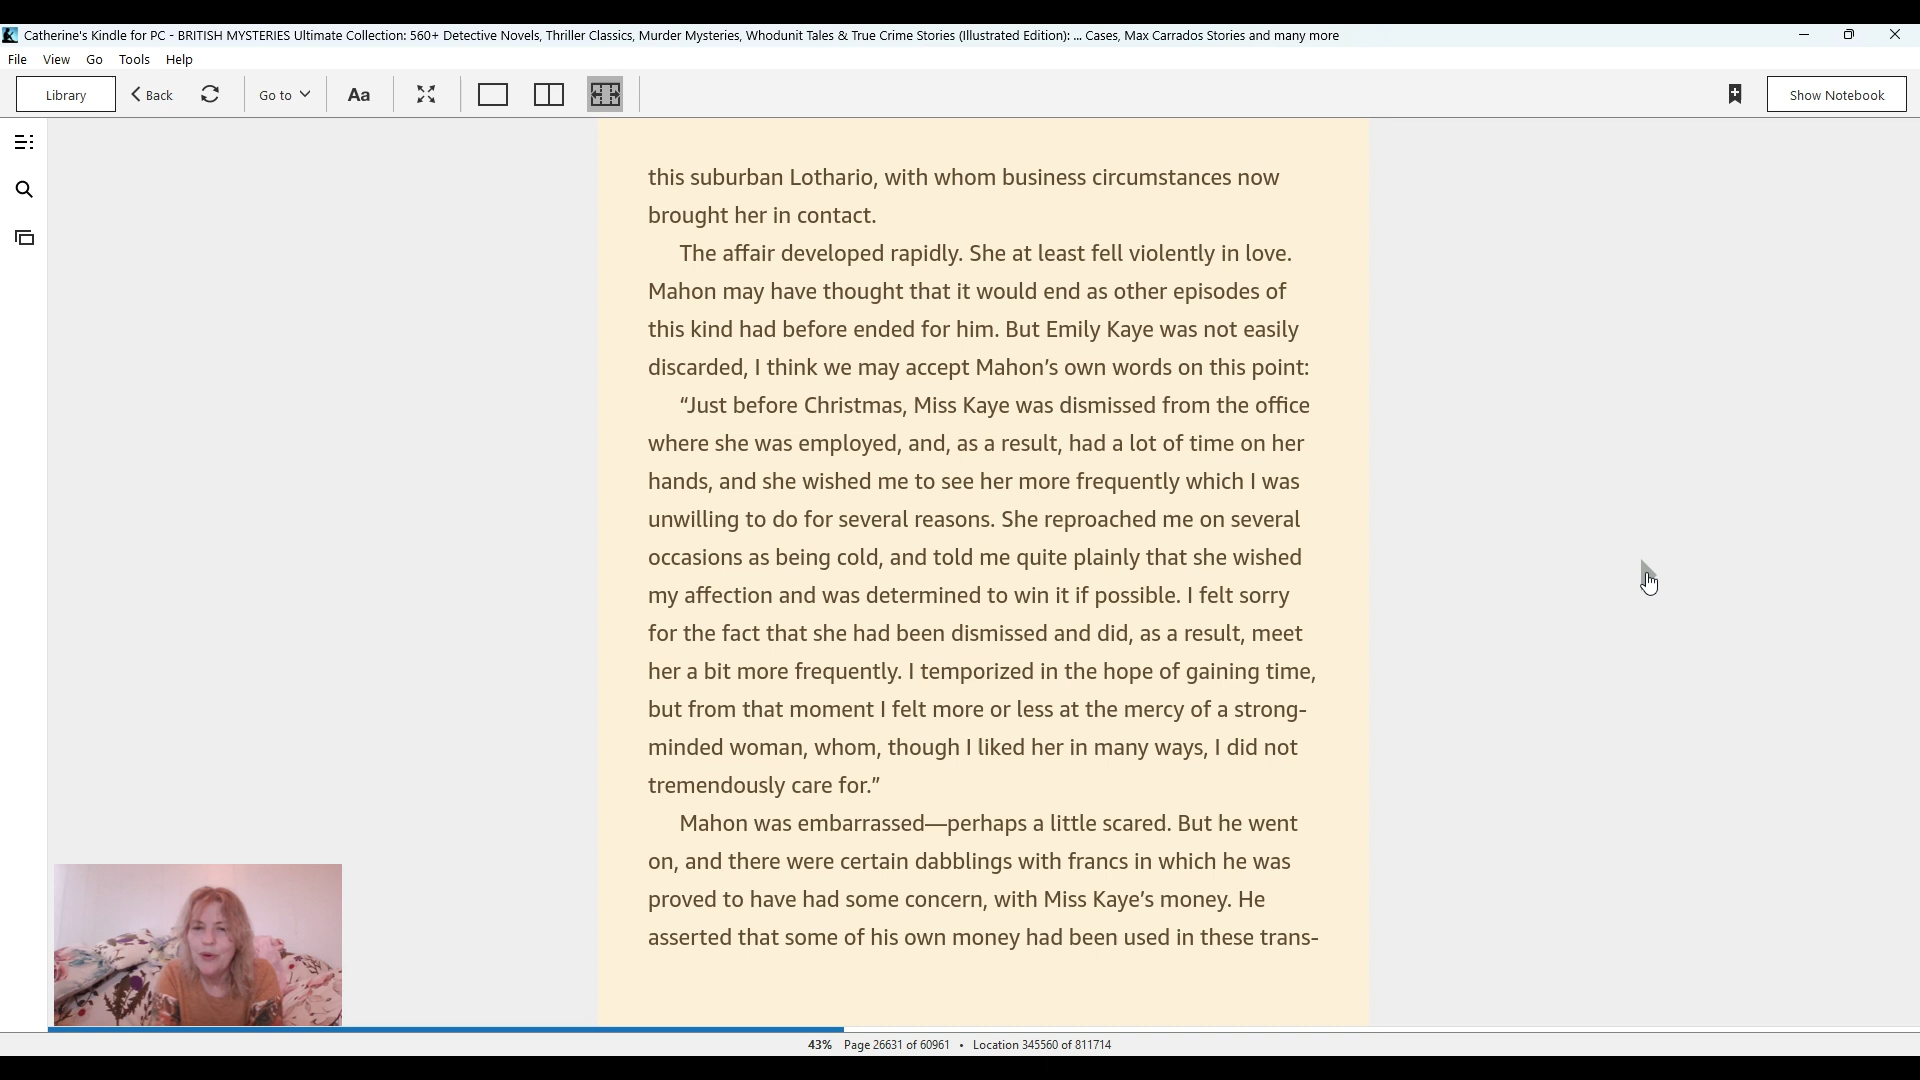 Catherine's Kindle for PC - BRITISH MYSTERIES Ultimate Collection: 560+ Detective Novels, Thriller Classics, Murder Mysteries, Whodunit Tales & True Crime Stories (Illustrated Edition): ... Cases, Max Carrados Stories and many more
File View Go Tools Help
Library Back Go to Aa Show Notebook
this suburban Lothario, with whom business circumstances now
brought her in contact.
The affair developed rapidly. She at least fell violently in love.
Mahon may have thought that it would end as other episodes of
this kind had before ended for him. But Emily Kaye was not easily
discarded, I think we may accept Mahon’s own words on this point:
“Just before Christmas, Miss Kaye was dismissed from the office
where she was employed, and, as a result, had a lot of time on her
hands, and she wished me to see her more frequently which I was
unwilling to do for several reasons. She reproached me on several
occasions as being cold, and told me quite plainly that she wished
my affection and was determined to win it if possible. I felt sorry
for the fact that she had been dismissed and did, as a result, meet
her a bit more frequently. I temporized in the hope of gaining time,
but from that moment I felt more or less at the mercy of a strong-
minded woman, whom, though I liked her in many ways, I did not
tremendously care for.”
Mahon was embarrassed—perhaps a little scared. But he went
on, and there were certain dabblings with francs in which he was
proved to have had some concern, with Miss Kaye’s money. He
asserted that some of his own money had been used in these trans-
43% Page 26631 of 60961 • Location 345560 of 811714